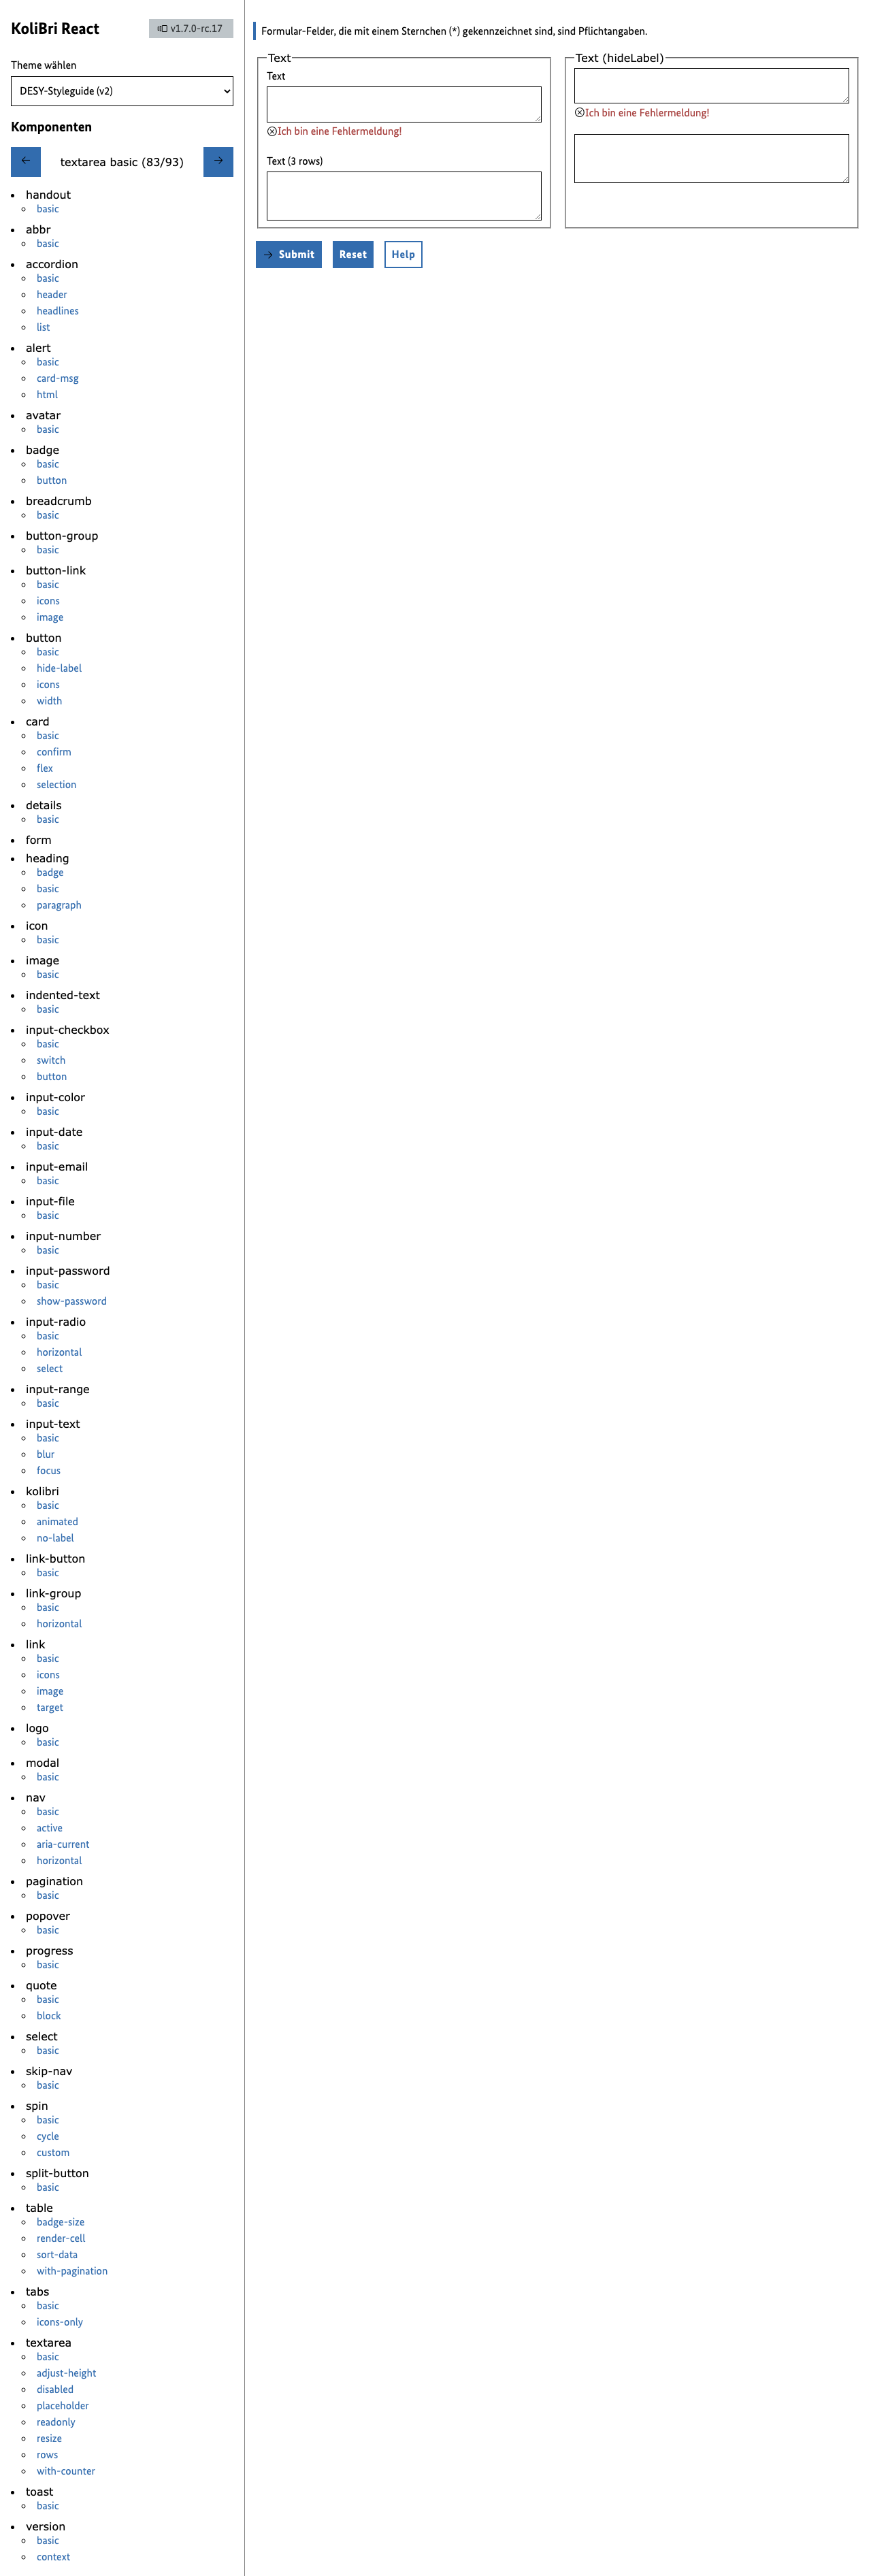 KoliBri React
v1.7.0-rc.17
Theme wählen
DESY-Styleguide (v2)
Komponenten
textarea basic (83/93)
handout
basic
abbr
basic
accordion
basic
header
headlines
list
alert
basic
card-msg
html
avatar
basic
badge
basic
button
breadcrumb
basic
button-group
basic
button-link
basic
icons
image
button
basic
hide-label
icons
width
card
basic
confirm
flex
selection
details
basic
form
heading
badge
basic
paragraph
icon
basic
image
basic
indented-text
basic
input-checkbox
basic
switch
button
input-color
basic
input-date
basic
input-email
basic
input-file
basic
input-number
basic
input-password
basic
show-password
input-radio
basic
horizontal
select
input-range
basic
input-text
basic
blur
focus
kolibri
basic
animated
no-label
link-button
basic
link-group
basic
horizontal
link
basic
icons
image
target
logo
basic
modal
basic
nav
basic
active
aria-current
horizontal
pagination
basic
popover
basic
progress
basic
quote
basic
block
select
basic
skip-nav
basic
spin
basic
cycle
custom
split-button
basic
table
badge-size
render-cell
sort-data
with-pagination
tabs
basic
icons-only
textarea
basic
adjust-height
disabled
placeholder
readonly
resize
rows
with-counter
toast
basic
version
basic
context
Formular-Felder, die mit einem Sternchen (*) gekennzeichnet sind, sind Pflichtangaben.
Text
Text
Ich bin eine Fehlermeldung!
Text (3 rows)
Text (hideLabel)
Ich bin eine Fehlermeldung!
Submit
Reset
Help